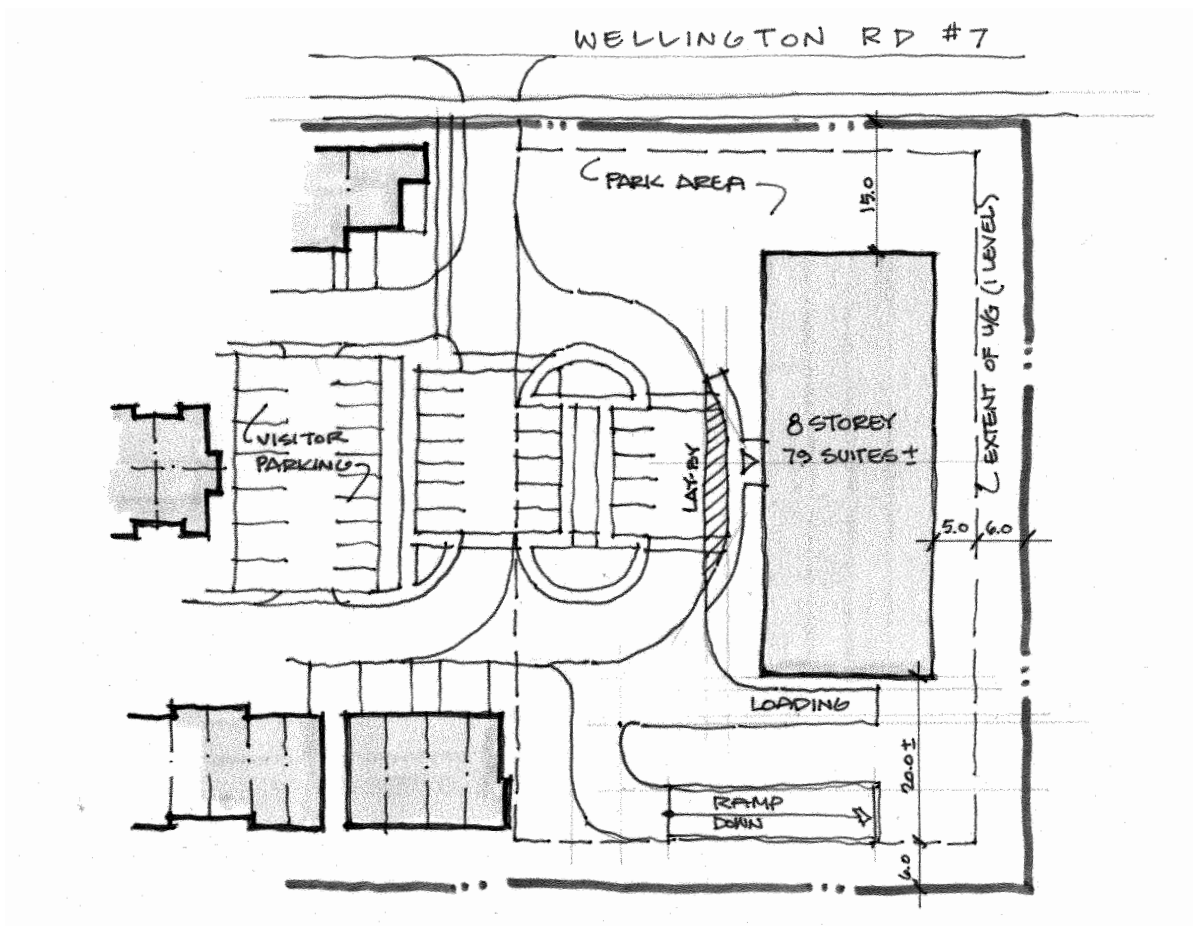 WELLINGTON RD #7
PARK AREA
15.0
EXTENT OF U/G (1 LEVEL)
VISITOR
PARKING
LAY-BY
8 STOREY
79 SUITES ±
5.0
6.0
LOADING
20.0±
RAMP
DOWN
6.0